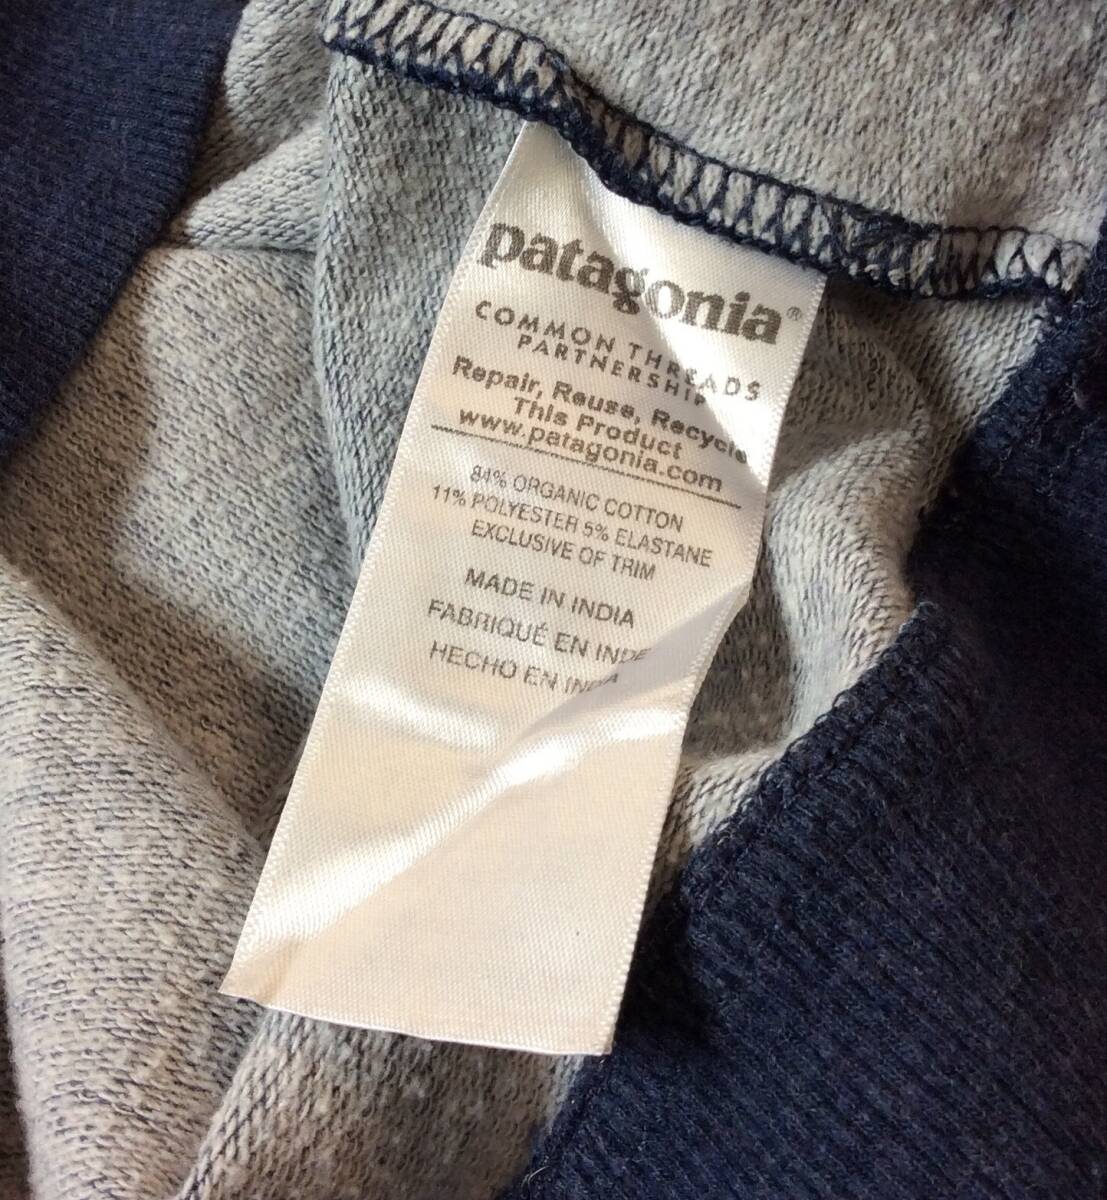 patagonia®
COMMON THREADS
PARTNERSHIP
Repair, Reuse, Recycle
This Product
www.patagonia.com
84% ORGANIC COTTON
11% POLYESTER 5% ELASTANE
EXCLUSIVE OF TRIM
MADE IN INDIA
FABRIQUÉ EN INDE
HECHO EN INDIA